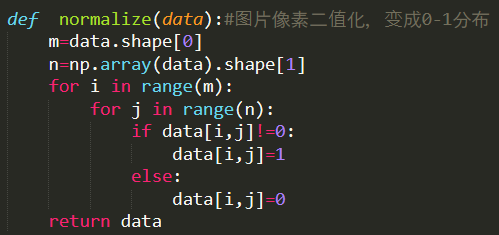 def  normalize(data):#图片像素二值化，变成0-1分布
    m=data.shape[0]
    n=np.array(data).shape[1]
    for i in range(m):
        for j in range(n):
            if data[i,j]!=0:
                data[i,j]=1
            else:
                data[i,j]=0
    return data